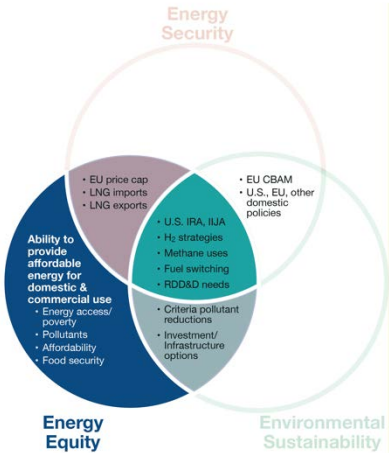 Energy
Security
• EU price cap
• LNG imports
• LNG exports
• EU CBAM
• U.S., EU, other
domestic
policies
• U.S. IRA, IIJA
• H₂ strategies
• Methane uses
• Fuel switching
• RDD&D needs
Ability to
provide
affordable
energy for
domestic &
commercial use
• Energy access/
poverty
• Pollutants
• Affordability
• Food security
• Criteria pollutant
reductions
• Investment/
Infrastructure
options
Energy
Equity
Environmental
Sustainability